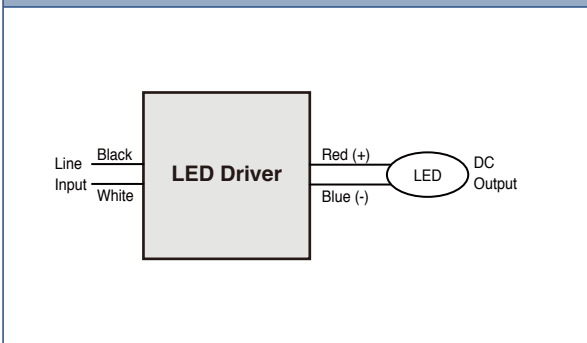 Line
Input
Black
White
LED Driver
Red (+)
Blue (-)
LED
DC
Output